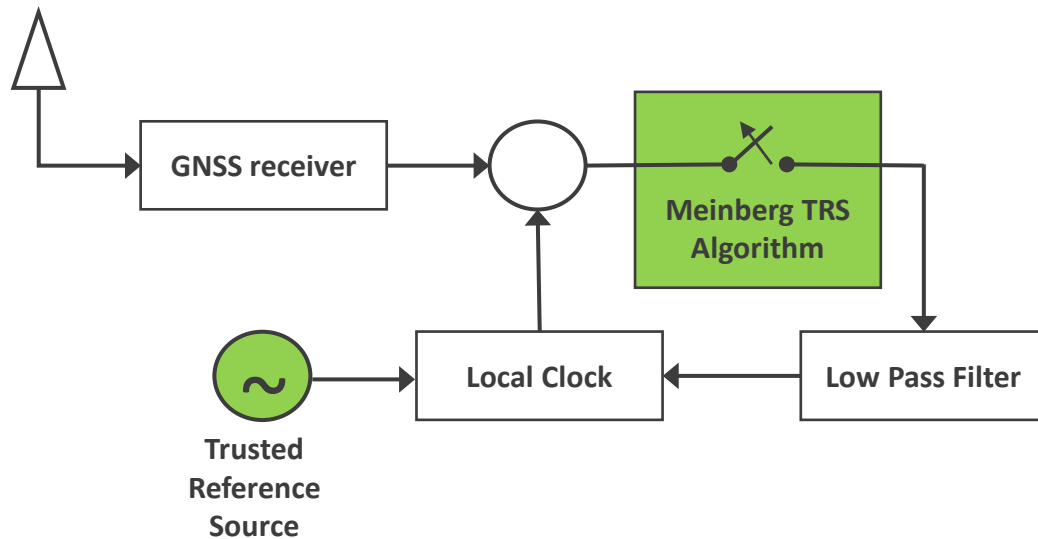 GNSS receiver
Meinberg TRS
Algorithm
Local Clock
Low Pass Filter
~
Trusted
Reference
Source